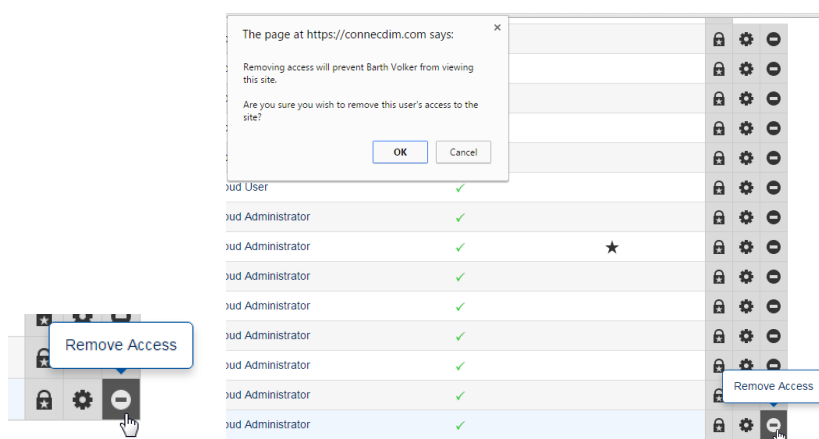 The page at https://connecdim.com says:
Removing access will prevent Barth Volker from viewing
this site.
Are you sure you wish to remove this user's access to the
site?
OK Cancel
oud User
oud Administrator
oud Administrator
oud Administrator
oud Administrator
oud Administrator
oud Administrator
oud Administrator
oud Administrator
Remove Access
Remove Access